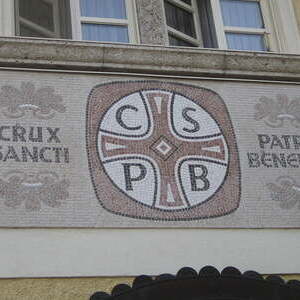 CRUX
SANCTI
C S
P B
PATR
BENE